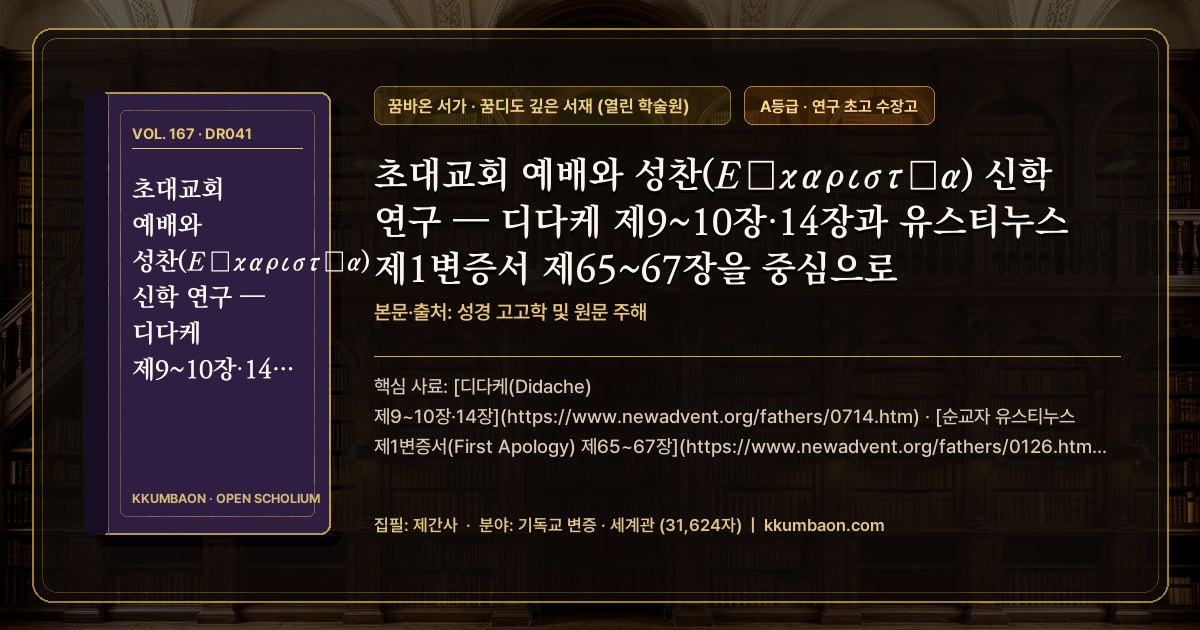 VOL. 167 · DR041
초대교회
예배와
성찬(E□χαριστ□α)
신학 연구 —
디다케
제9~10장·14…
KKUMBAON · OPEN SCHOLIUM
꿈바온 서가 · 꿈디도 깊은 서재 (열린 학술원)
A등급 · 연구 초고 수장고
초대교회 예배와 성찬(E□χαριστ□α) 신학
연구 — 디다케 제9~10장·14장과 유스티누스
제1변증서 제65~67장을 중심으로
본문·출처: 성경 고고학 및 원문 주해
핵심 사료: [디다케(Didache)
제9~10장·14장](https://www.newadvent.org/fathers/0714.htm) · [순교자 유스티누스
제1변증서(First Apology) 제65~67장](https://www.newadvent.org/fathers/0126.htm…
집필: 제간사 · 분야: 기독교 변증 · 세계관 (31,624자) | kkumbaon.com